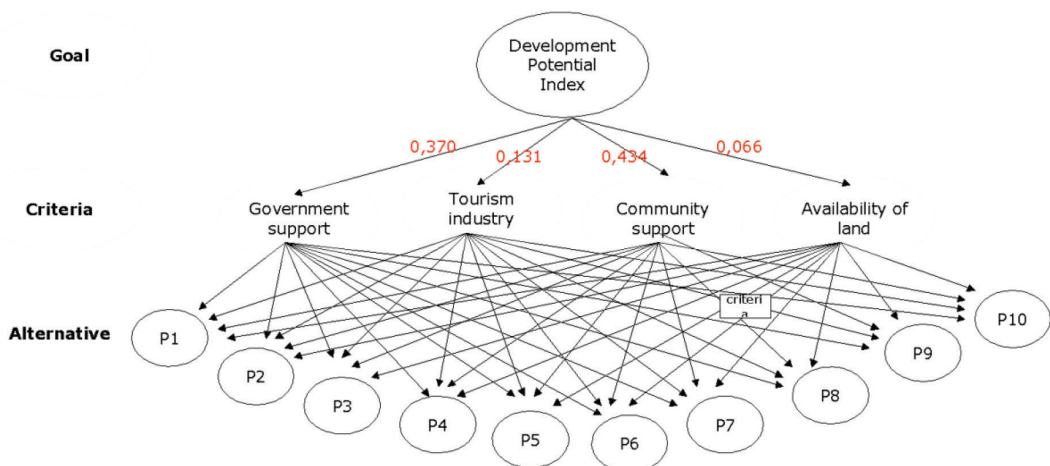 Goal
Development
Potential
Index
0,370
0,131
0,434
0,066
Criteria
Government
support
Tourism
industry
Community
support
Availability of
land
criteri
a
Alternative
P1
P2
P3
P4
P5
P6
P7
P8
P9
P10